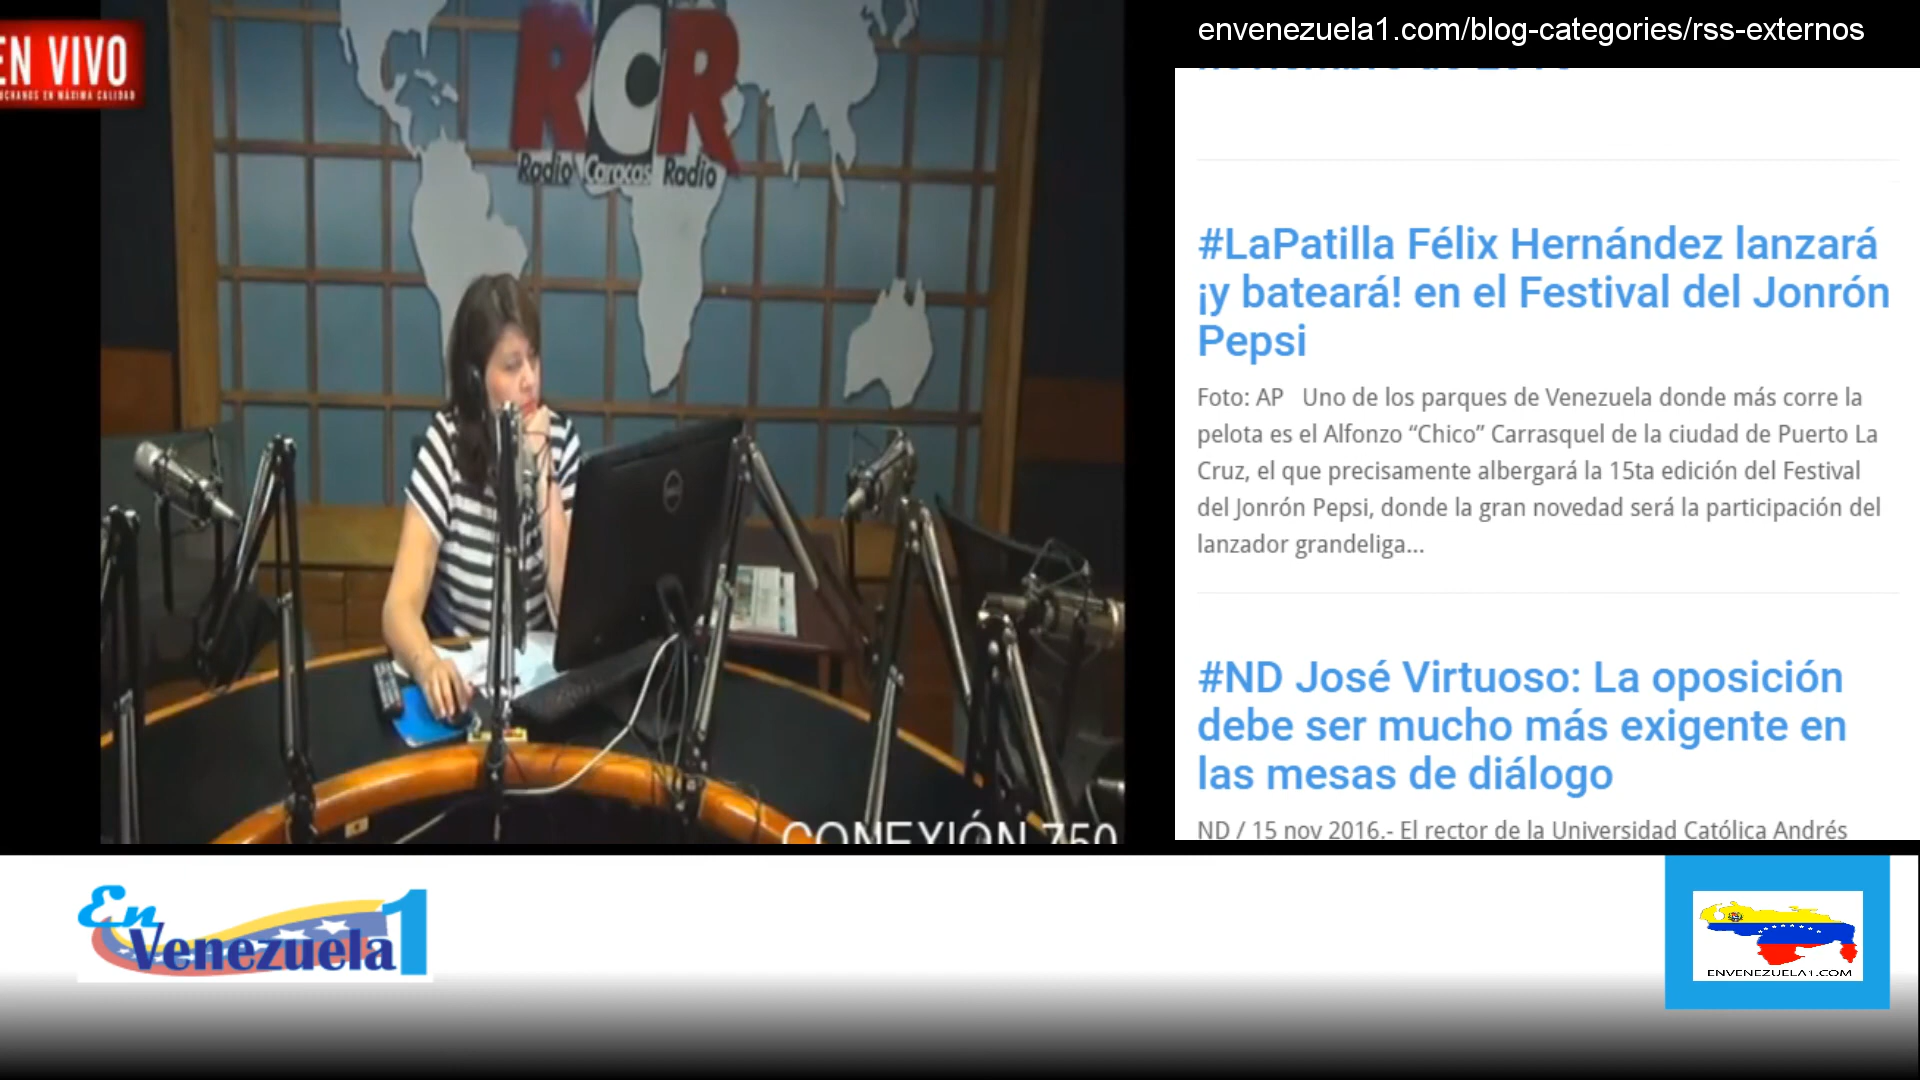 EN VIVO
MÁXIMA CALIDAD
RCR
Radio Caracas Radio
CONEXIÓN 750
envenezuela1.com/blog-categories/rss-externos
#LaPatilla Félix Hernández lanzará
¡y bateará! en el Festival del Jonrón
Pepsi
Foto: AP Uno de los parques de Venezuela donde más corre la
pelota es el Alfonzo “Chico” Carrasquel de la ciudad de Puerto La
Cruz, el que precisamente albergará la 15ta edición del Festival
del Jonrón Pepsi, donde la gran novedad será la participación del
lanzador grandeliga...
#ND José Virtuoso: La oposición
debe ser mucho más exigente en
las mesas de diálogo
ND / 15 nov 2016.- El rector de la Universidad Católica Andrés
En
Venezuela1
ENVENEZUELA1.COM